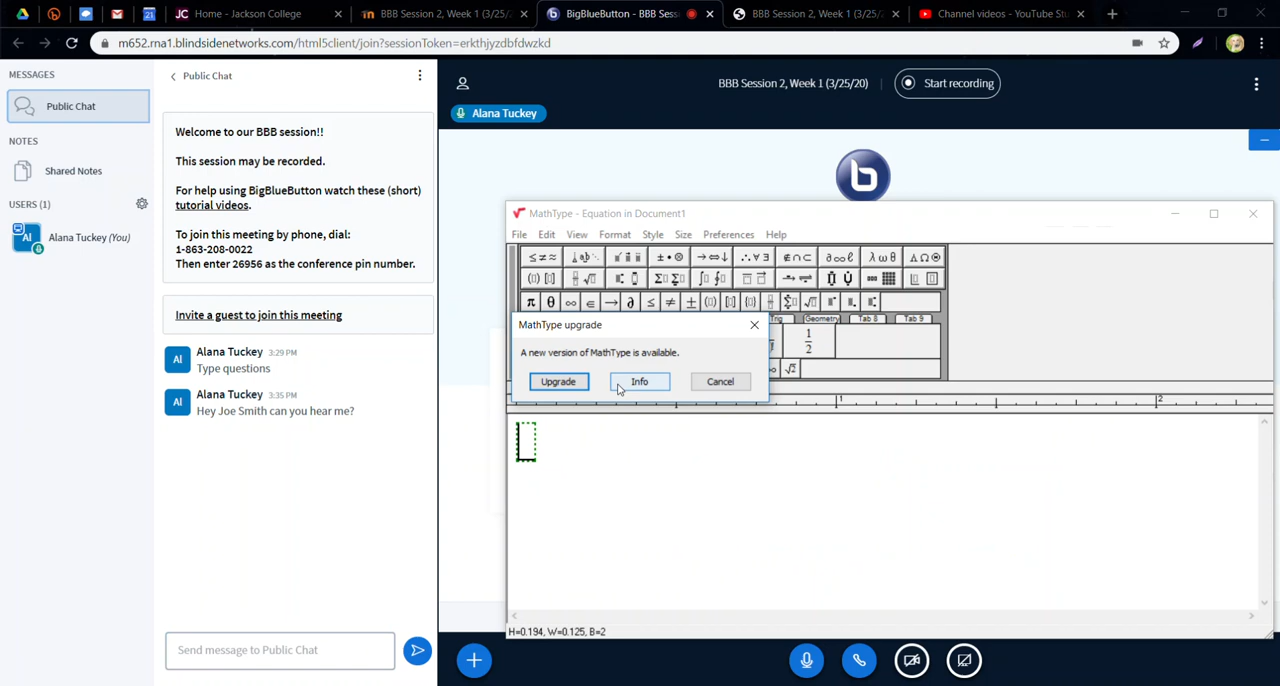 Home - Jackson College
BBB Session 2, Week 1 (3/25/
BigBlueButton - BBB Sess
BBB Session 2, Week 1 (3/25/
Channel videos - YouTube Stu
m652.rna1.blindsidenetworks.com/html5client/join?sessionToken=erkthjyzdbfdwzkd
MESSAGES
Public Chat
NOTES
Shared Notes
USERS (1)
Al
Alana Tuckey (You)
Public Chat
Welcome to our BBB session!!
This session may be recorded.
For help using BigBlueButton watch these (short)
tutorial videos.
To join this meeting by phone, dial:
1-863-208-0022
Then enter 26956 as the conference pin number.
Invite a guest to join this meeting
Al
Alana Tuckey 3:29 PM
Type questions
Al
Alana Tuckey 3:35 PM
Hey Joe Smith can you hear me?
Send message to Public Chat
BBB Session 2, Week 1 (3/25/20)
Start recording
Alana Tuckey
b
MathType - Equation in Document1
File Edit View Format Style Size Preferences Help
Trig Geometry Tab 8 Tab 9
1
2
MathType upgrade
A new version of MathType is available.
Upgrade Info Cancel
1 2
H=0.194, W=0.125, B=2